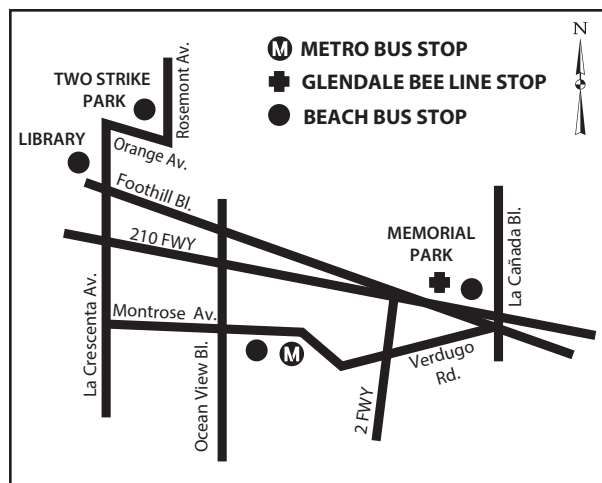 N
M METRO BUS STOP
GLENDALE BEE LINE STOP
BEACH BUS STOP
TWO STRIKE
PARK
Rosemont Av.
LIBRARY
Orange Av.
Foothill Bl.
210 FWY
MEMORIAL
PARK
La Cañada Bl.
La Crescenta Av.
Montrose Av.
Ocean View Bl.
M
2 FWY
Verdugo
Rd.